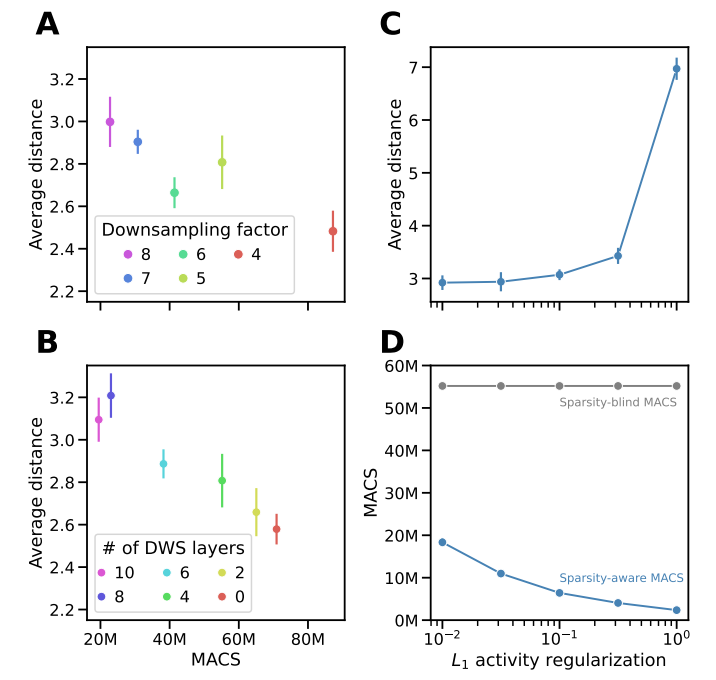 A
Average distance
3.2
3.0
2.8
2.6
2.4
2.2
Downsampling factor
8 6 4
7 5
C
Average distance
7
6
5
4
3
B
Average distance
3.2
3.0
2.8
2.6
2.4
2.2
# of DWS layers
10 6 2
8 4 0
20M 40M 60M 80M
MACS
D
MACS
60M
50M
40M
30M
20M
10M
0M
Sparsity-blind MACS
Sparsity-aware MACS
10⁻² 10⁻¹ 10⁰
L₁ activity regularization